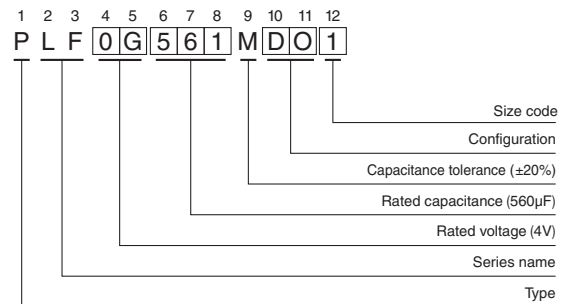 1 2 3 4 5 6 7 8 9 10 11 12
P L F 0 G 5 6 1 M D O 1
Size code
Configuration
Capacitance tolerance (±20%)
Rated capacitance (560µF)
Rated voltage (4V)
Series name
Type